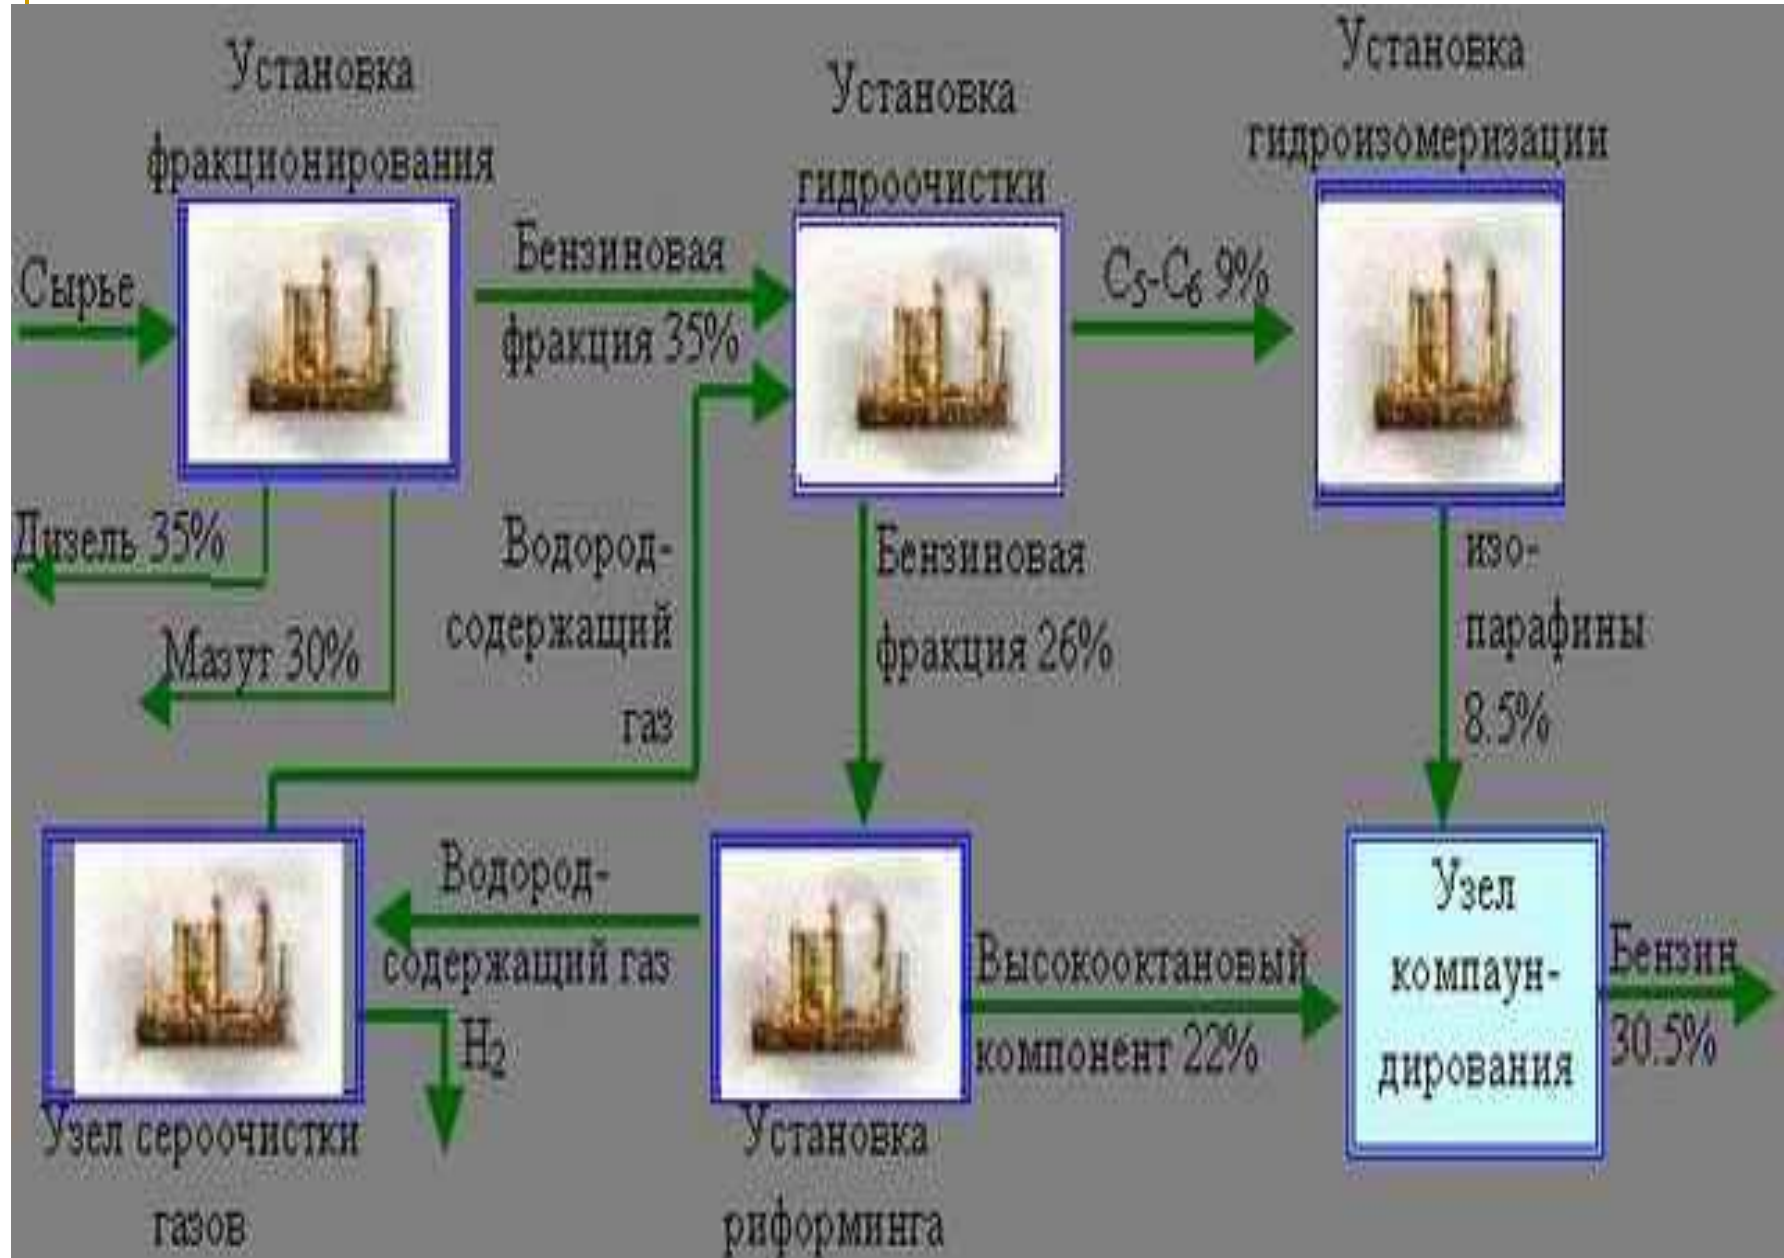 Установка
фракционирования
Установка
гидроочистки
Установка
гидроизомеризации
Сырье
Бензиновая
фракция 35%
C₅-C₆ 9%
Дизель 35%
Мазут 30%
Водород-
содержащий
газ
Бензиновая
фракция 26%
изо-
парафины
8.5%
Водород-
содержащий газ
H₂
Высокооктановый
компонент 22%
Узел
компаун-
дирования
Бензин
30.5%
Узел сероочистки
газов
Установка
риформинга